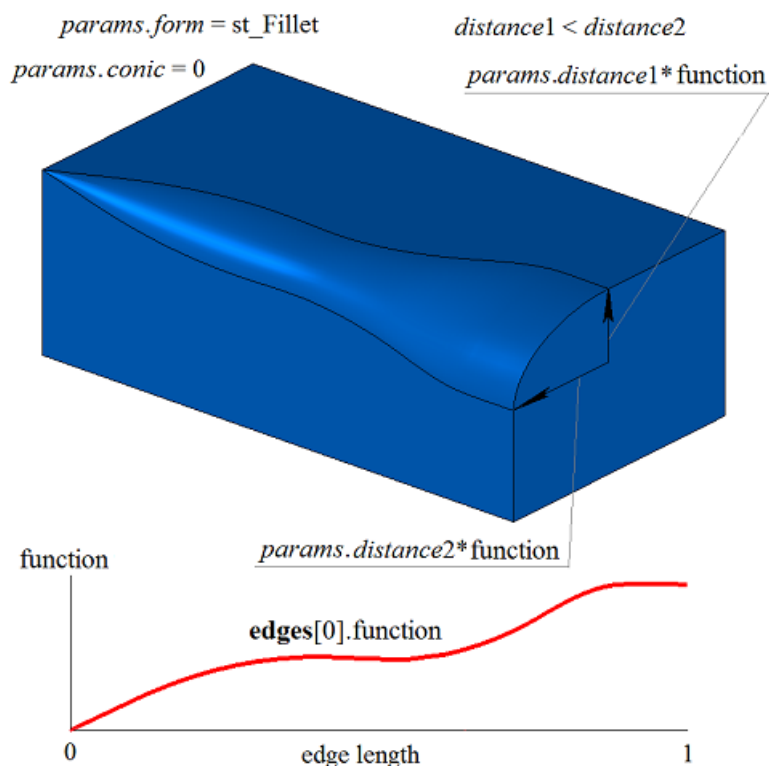 params.form = st_Fillet
distance1 < distance2
params.conic = 0
params.distance1* function
params.distance2* function
function
edges[0].function
0
edge length
1